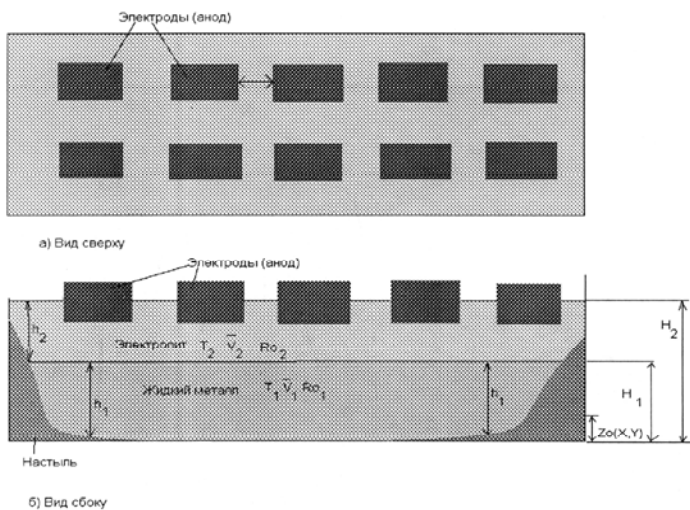 Электроды (анод)
а) Вид сверху
Электроды (анод)
h2
Электролит T2 V2 Ro2
H2
Жидкий металл T1 V1 Ro1
h1
h1
H1
Zo(X,Y)
Настыль
б) Вид сбоку